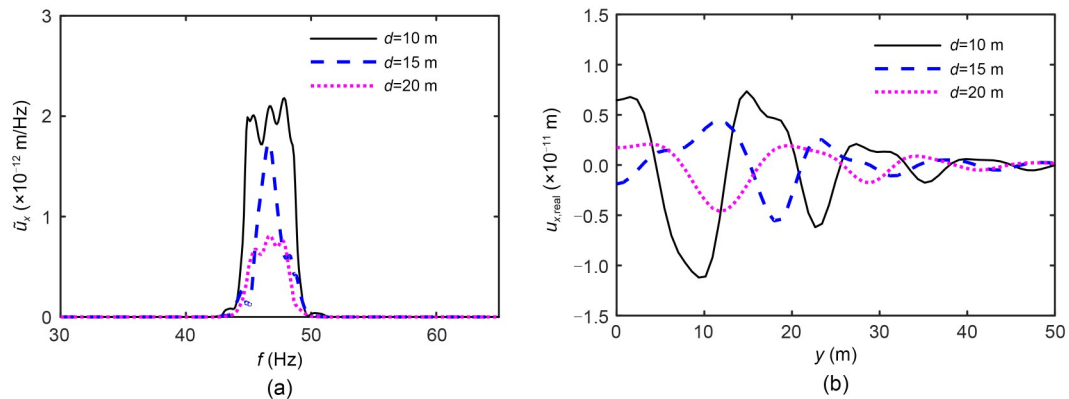 3
2
1
0
30
40
50
60
ũₓ (×10⁻¹² m/Hz)
f (Hz)
d=10 m
d=15 m
d=20 m
(a)
1.5
1.0
0.5
0.0
−0.5
−1.0
−1.5
0
10
20
30
40
50
uₓ,real (×10⁻¹¹ m)
y (m)
d=10 m
d=15 m
d=20 m
(b)